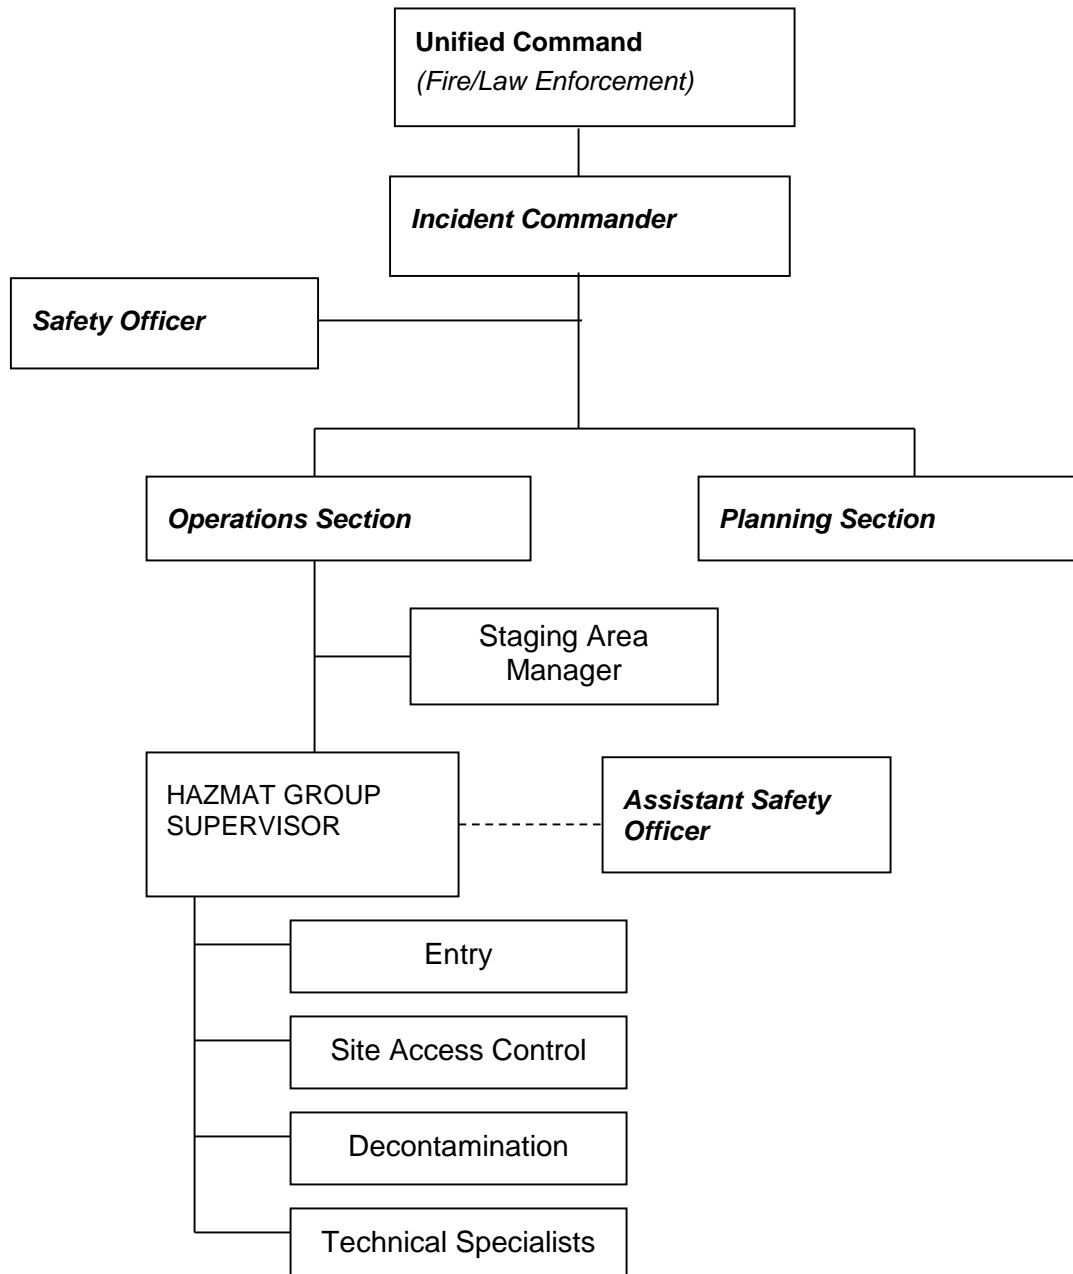 Unified Command
(Fire/Law Enforcement)
Incident Commander
Safety Officer
Operations Section
Planning Section
Staging Area
Manager
HAZMAT GROUP
SUPERVISOR
Assistant Safety
Officer
Entry
Site Access Control
Decontamination
Technical Specialists